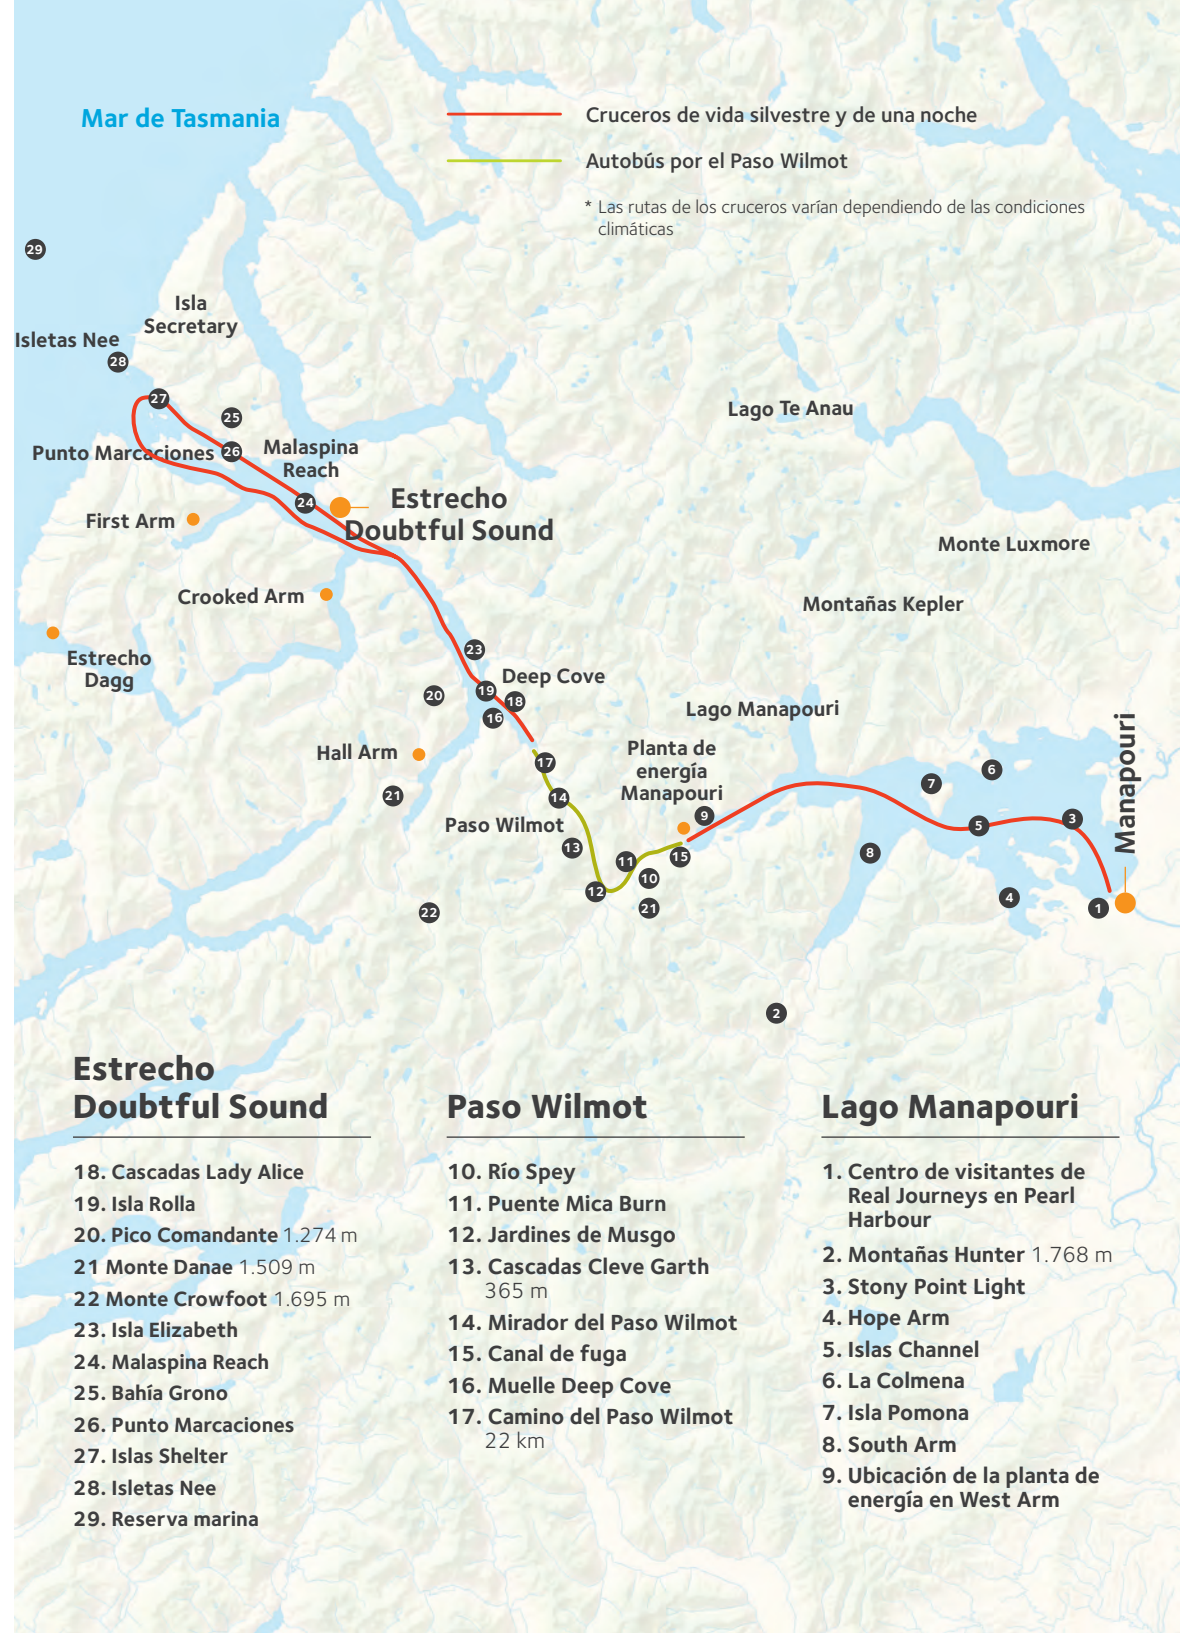 Mar de Tasmania
Cruceros de vida silvestre y de una noche
Autobús por el Paso Wilmot
* Las rutas de los cruceros varían dependiendo de las condiciones
climáticas
29
Isla
Secretary
Isletas Nee
28
27
25
Lago Te Anau
Punto Marcaciones
26
Malaspina
Reach
24
Estrecho
Doubtful Sound
First Arm
Monte Luxmore
Crooked Arm
Montañas Kepler
Estrecho
Dagg
23
Deep Cove
20
19
18
16
Lago Manapouri
Manapouri
Hall Arm
17
Planta de
energía
Manapouri
6
7
21
14
9
3
5
Paso Wilmot
13
11
15
8
10
12
4
21
1
22
2
Estrecho
Doubtful Sound
18. Cascadas Lady Alice
19. Isla Rolla
20. Pico Comandante 1.274 m
21 Monte Danae 1.509 m
22 Monte Crowfoot 1.695 m
23. Isla Elizabeth
24. Malaspina Reach
25. Bahía Grono
26. Punto Marcaciones
27. Islas Shelter
28. Isletas Nee
29. Reserva marina
Paso Wilmot
10. Río Spey
11. Puente Mica Burn
12. Jardines de Musgo
13. Cascadas Cleve Garth
365 m
14. Mirador del Paso Wilmot
15. Canal de fuga
16. Muelle Deep Cove
17. Camino del Paso Wilmot
22 km
Lago Manapouri
1. Centro de visitantes de
Real Journeys en Pearl
Harbour
2. Montañas Hunter 1.768 m
3. Stony Point Light
4. Hope Arm
5. Islas Channel
6. La Colmena
7. Isla Pomona
8. South Arm
9. Ubicación de la planta de
energía en West Arm